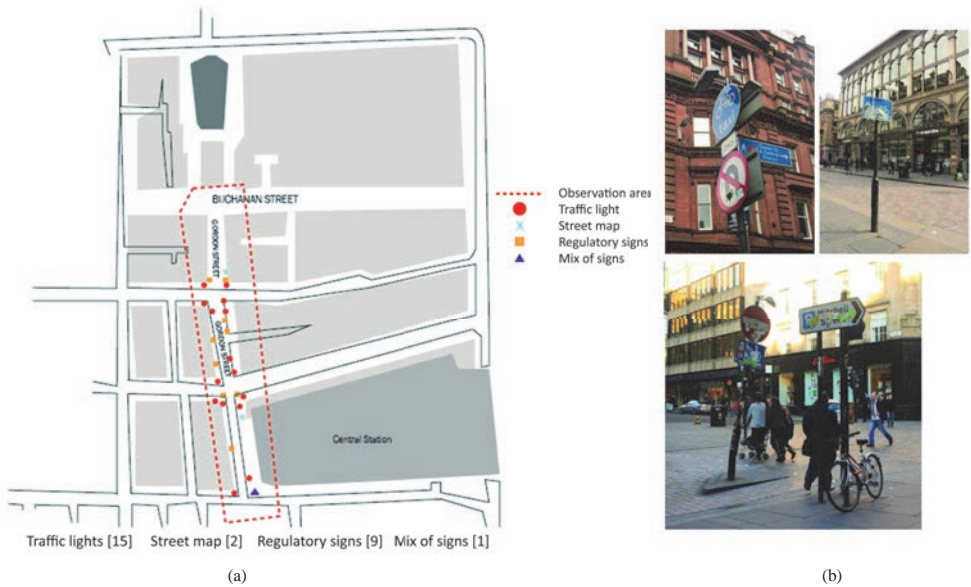 BUCHANAN STREET
GORDON STREET
GORDON STREET
Central Station
Observation area
Traffic light
Street map
Regulatory signs
Mix of signs
Traffic lights [15] Street map [2] Regulatory signs [9] Mix of signs [1]
Mitchell
(a) (b)